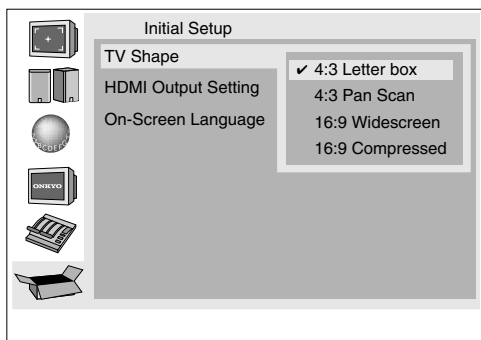 Initial Setup
TV Shape
HDMI Output Setting
On-Screen Language
✔ 4:3 Letter box
4:3 Pan Scan
16:9 Widescreen
16:9 Compressed
ONKYO